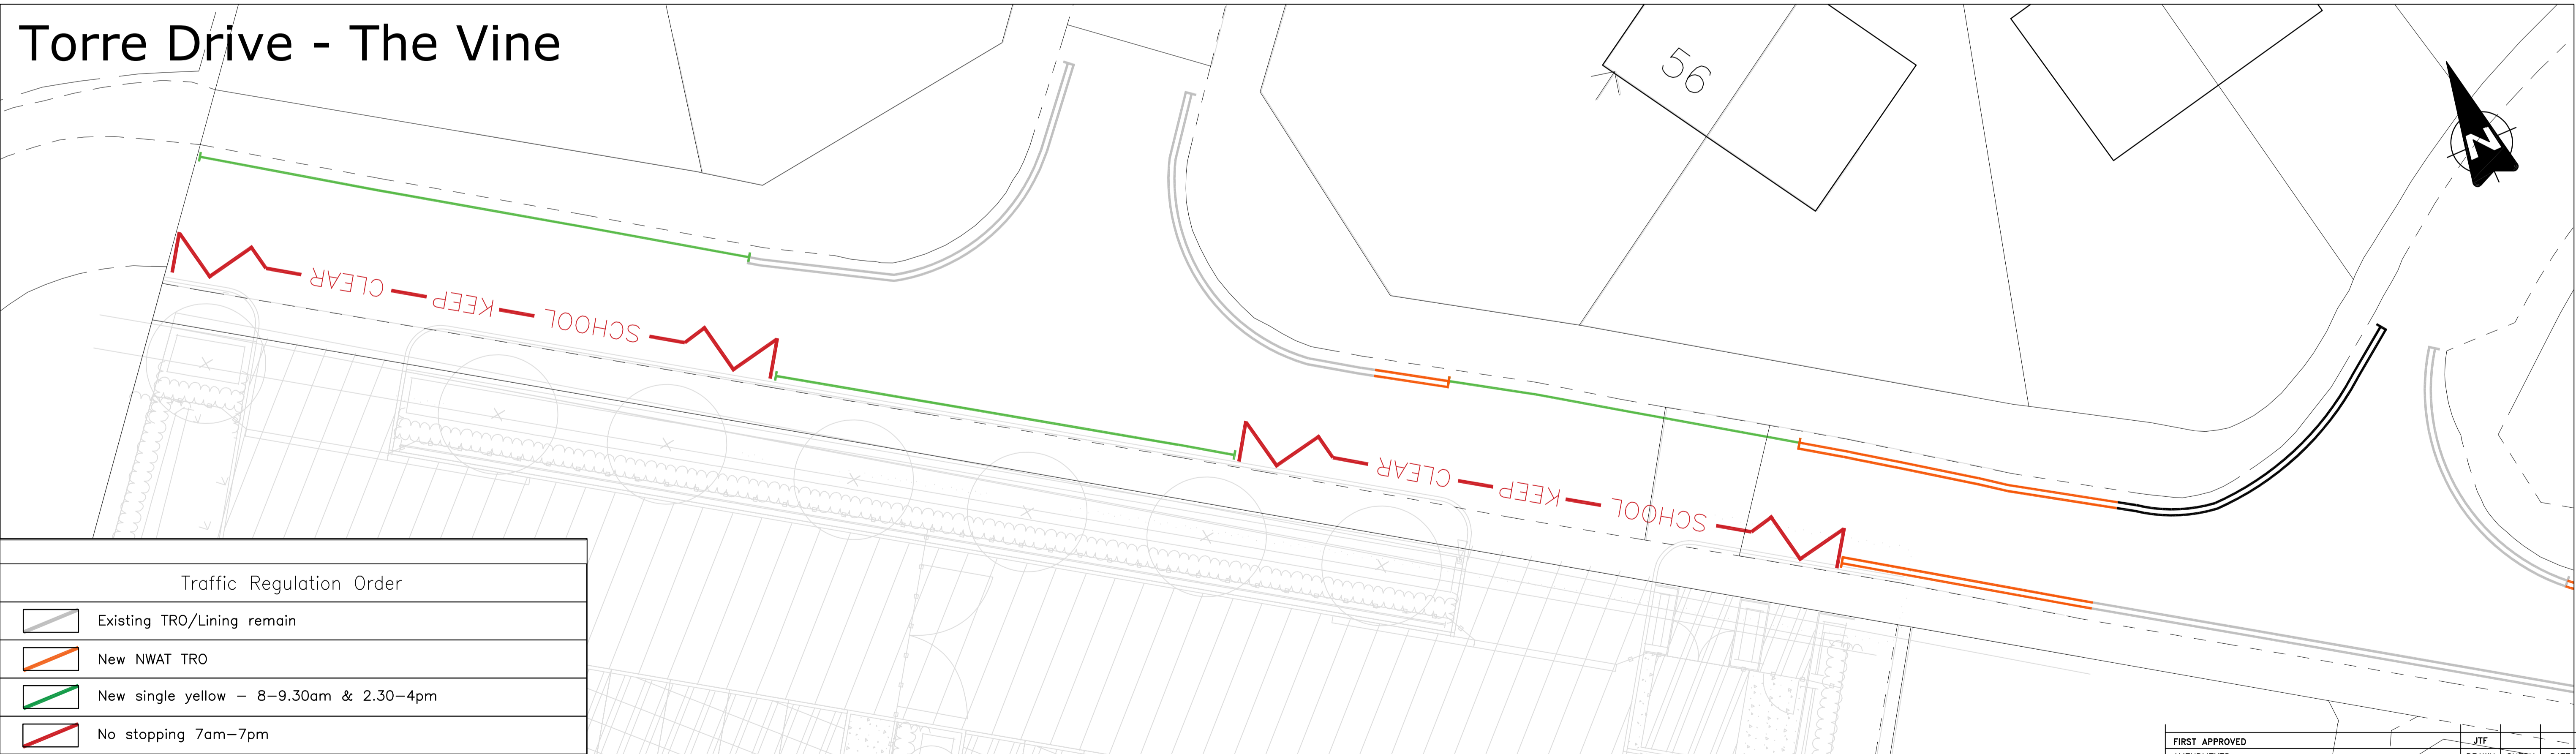 Torre Drive - The Vine
56
N
CLEAR KEEP SCHOOL
CLEAR KEEP SCHOOL
Traffic Regulation Order
Existing TRO/Lining remain
New NWAT TRO
New single yellow - 8-9.30am & 2.30-4pm
No stopping 7am-7pm
FIRST APPROVED JTF